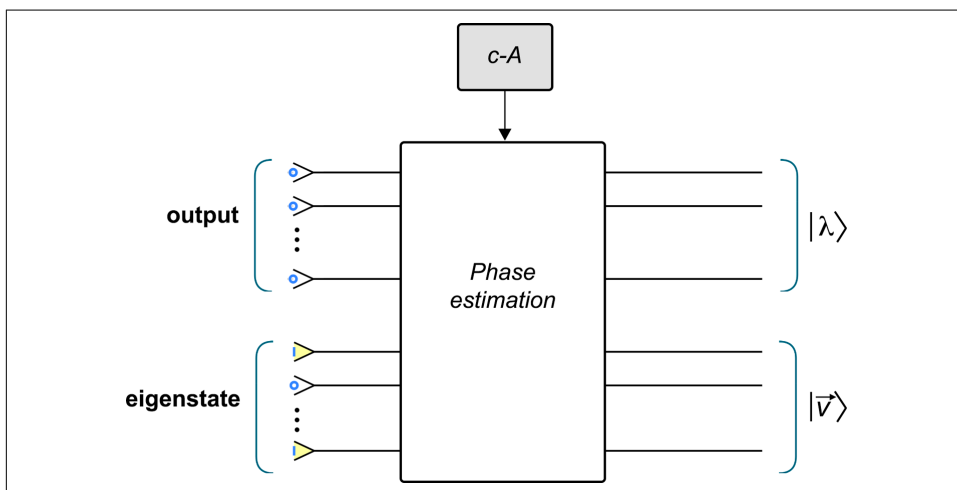 c-A
output
|λ⟩
Phase
estimation
eigenstate
|v⃗⟩